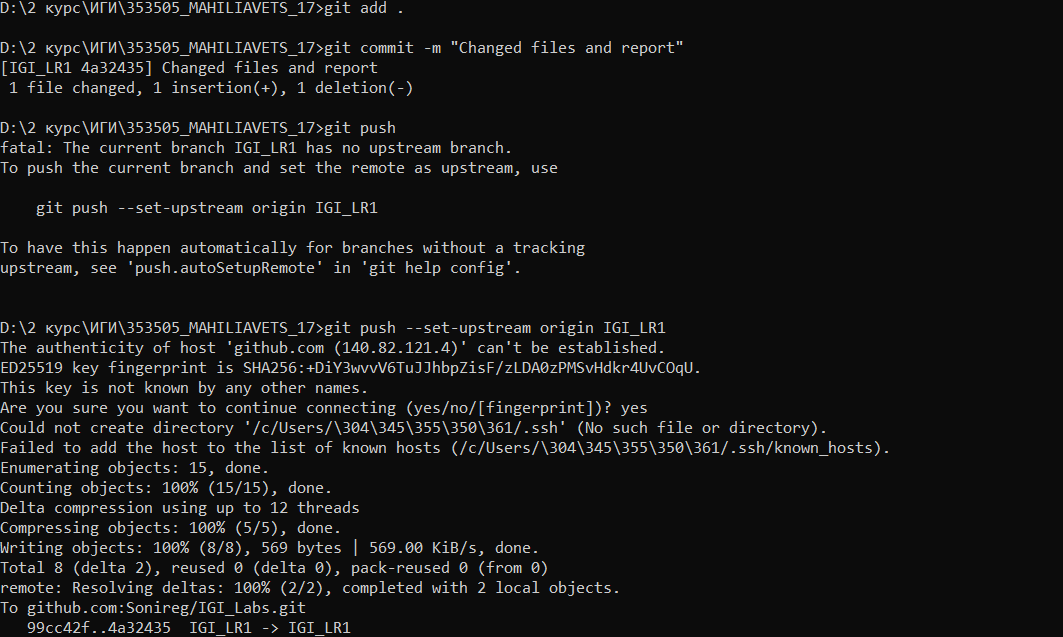 D:\2 курс\ИГИ\353505_MAHILIAVETS_17>git add .
D:\2 курс\ИГИ\353505_MAHILIAVETS_17>git commit -m "Changed files and report"
[IGI_LR1 4a32435] Changed files and report
 1 file changed, 1 insertion(+), 1 deletion(-)
D:\2 курс\ИГИ\353505_MAHILIAVETS_17>git push
fatal: The current branch IGI_LR1 has no upstream branch.
To push the current branch and set the remote as upstream, use
    git push --set-upstream origin IGI_LR1
To have this happen automatically for branches without a tracking
upstream, see 'push.autoSetupRemote' in 'git help config'.
D:\2 курс\ИГИ\353505_MAHILIAVETS_17>git push --set-upstream origin IGI_LR1
The authenticity of host 'github.com (140.82.121.4)' can't be established.
ED25519 key fingerprint is SHA256:+DiY3wvvV6TuJJhbpZisF/zLDA0zPMSvHdkr4UvCOqU.
This key is not known by any other names.
Are you sure you want to continue connecting (yes/no/[fingerprint])? yes
Could not create directory '/c/Users/\304\345\355\350\361/.ssh' (No such file or directory).
Failed to add the host to the list of known hosts (/c/Users/\304\345\355\350\361/.ssh/known_hosts).
Enumerating objects: 15, done.
Counting objects: 100% (15/15), done.
Delta compression using up to 12 threads
Compressing objects: 100% (5/5), done.
Writing objects: 100% (8/8), 569 bytes | 569.00 KiB/s, done.
Total 8 (delta 2), reused 0 (delta 0), pack-reused 0 (from 0)
remote: Resolving deltas: 100% (2/2), completed with 2 local objects.
To github.com:Sonireg/IGI_Labs.git
   99cc42f..4a32435  IGI_LR1 -> IGI_LR1